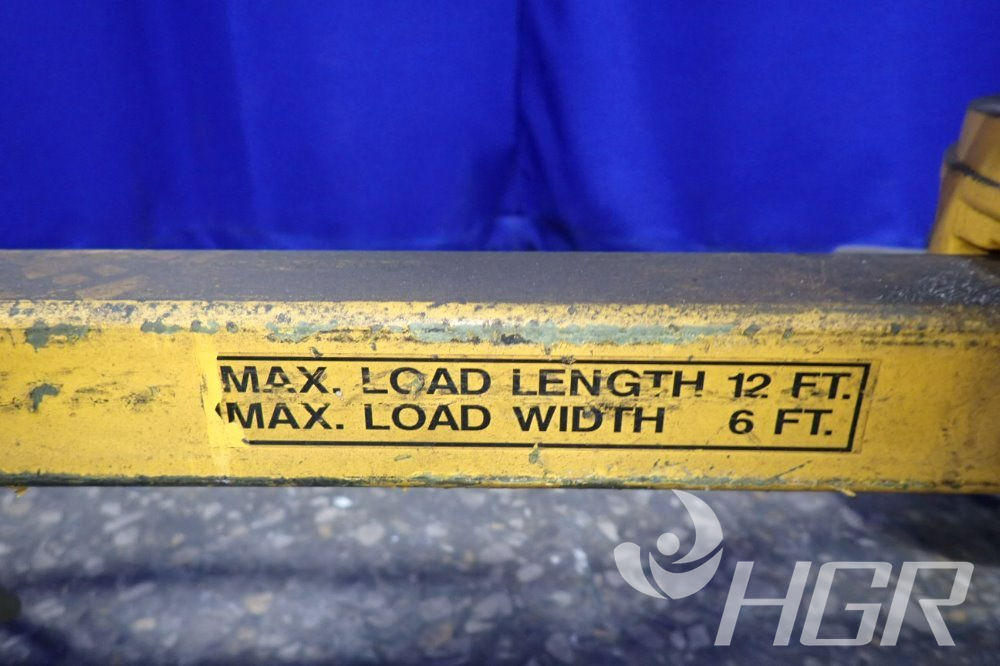 MAX. LOAD LENGTH 12 FT.
MAX. LOAD WIDTH 6 FT.
HGR